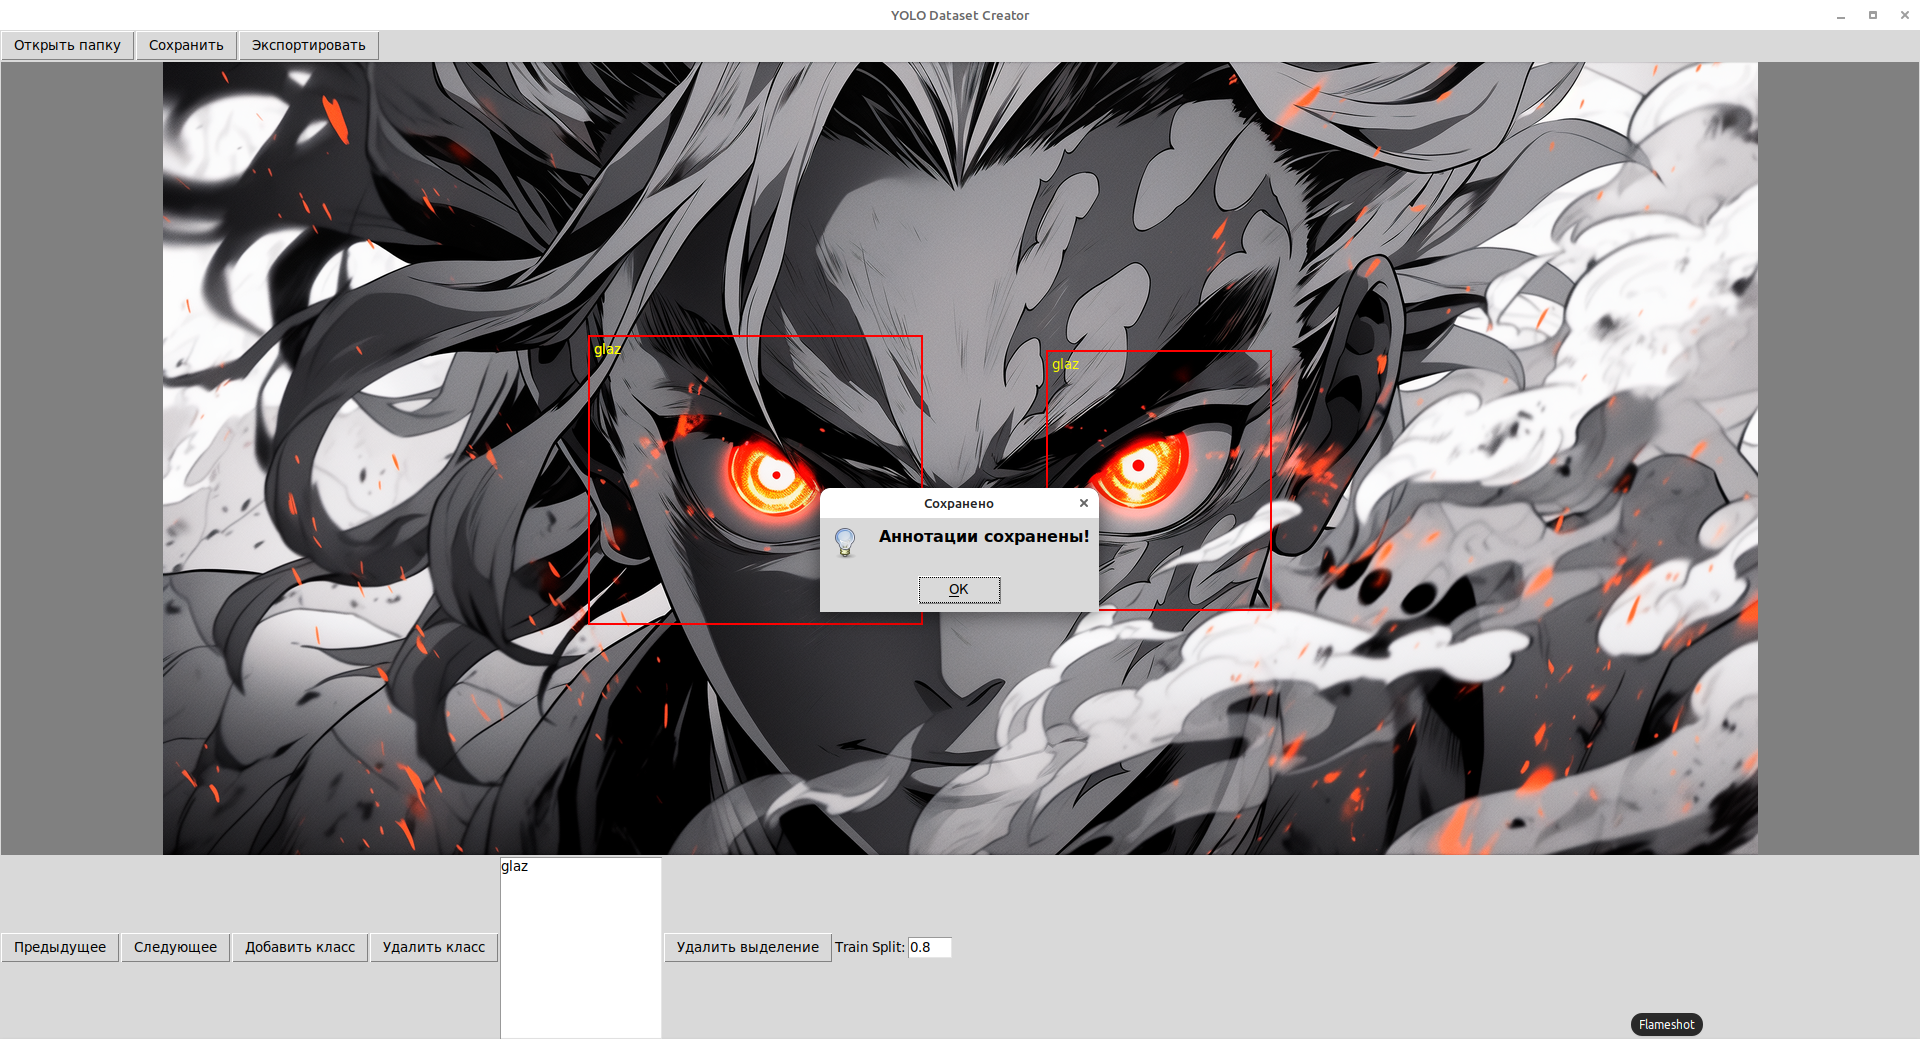 YOLO Dataset Creator
Открыть папку Сохранить Экспортировать
glaz
glaz
Сохранено
Аннотации сохранены!
OK
glaz
Предыдущее Следующее Добавить класс Удалить класс Удалить выделение Train Split: 0.8
Flameshot